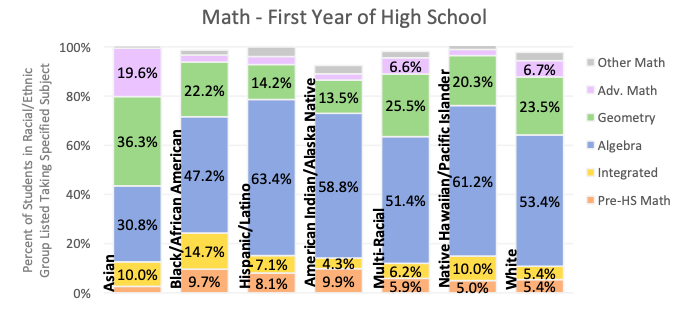 Math - First Year of High School
Percent of Students in Racial/Ethnic
Group Listed Taking Specified Subject
100%
80%
60%
40%
20%
0%
Asian
19.6%
36.3%
30.8%
10.0%
Black/African American
22.2%
47.2%
14.7%
9.7%
Hispanic/Latino
14.2%
63.4%
7.1%
8.1%
American Indian/Alaska Native
13.5%
58.8%
4.3%
9.9%
Multi-Racial
6.6%
25.5%
51.4%
6.2%
5.9%
Native Hawaiian/Pacific Islander
20.3%
61.2%
10.0%
5.0%
White
6.7%
23.5%
53.4%
5.4%
5.4%
Other Math
Adv. Math
Geometry
Algebra
Integrated
Pre-HS Math